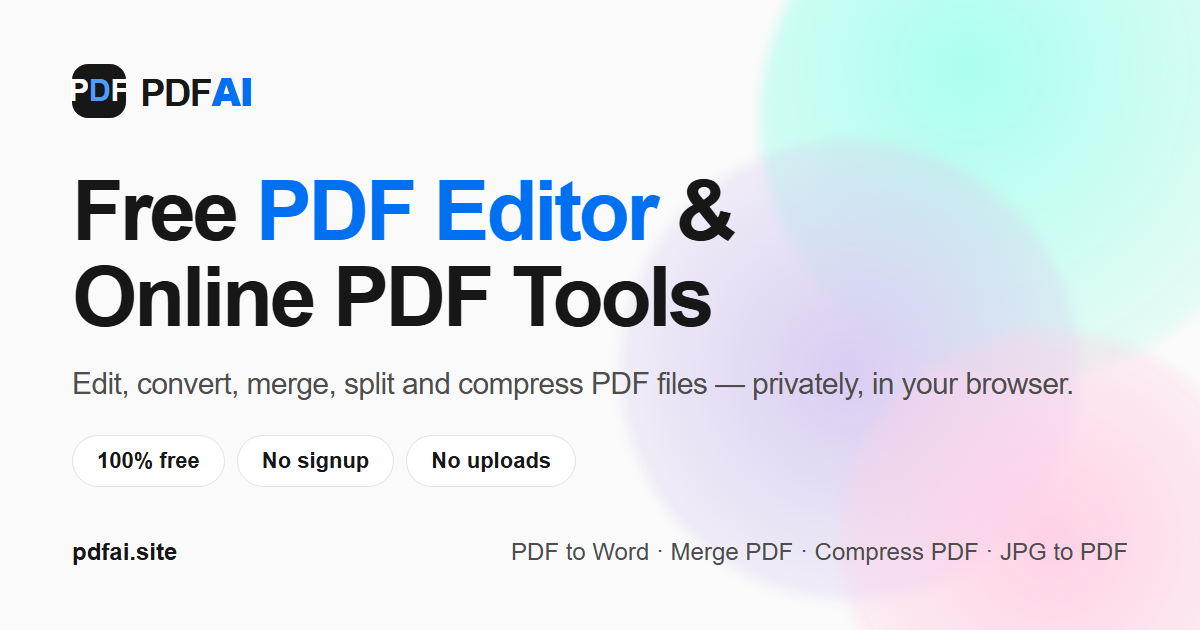 PDF PDFAI
Free PDF Editor &
Online PDF Tools
Edit, convert, merge, split and compress PDF files — privately, in your browser.
100% free No signup No uploads
pdfai.site PDF to Word · Merge PDF · Compress PDF · JPG to PDF